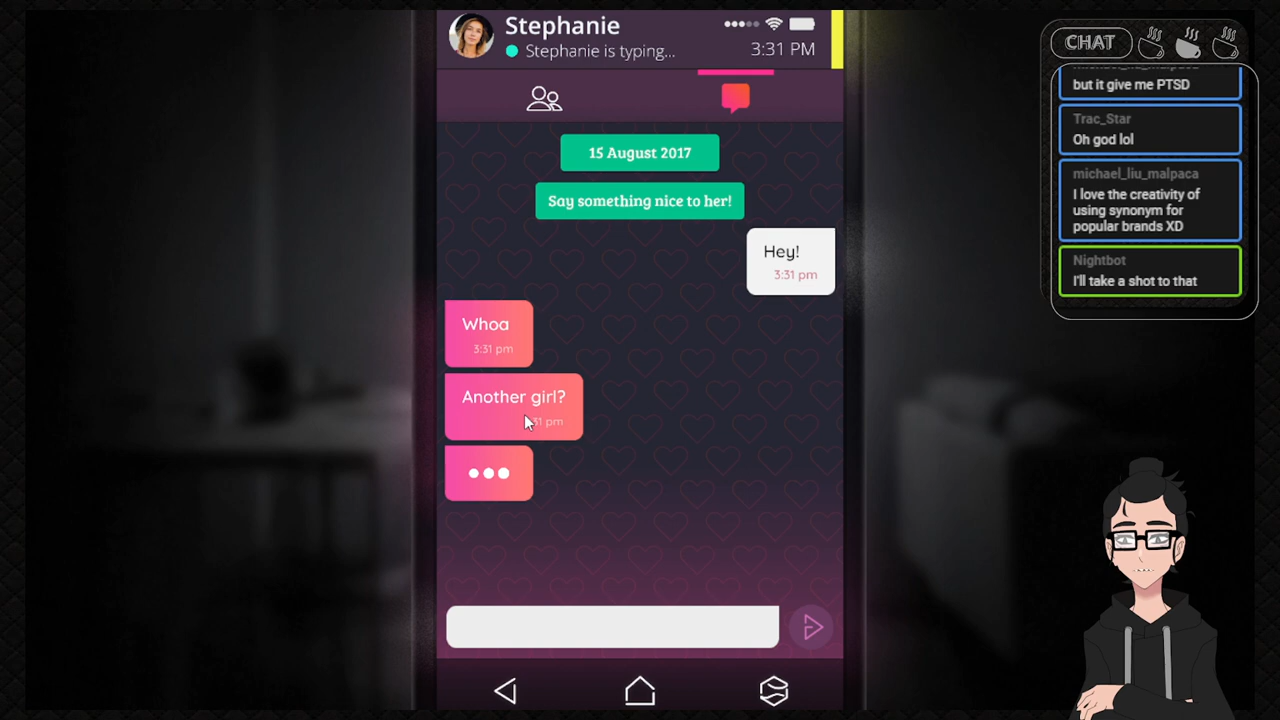 Stephanie
Stephanie is typing...
3:31 PM
15 August 2017
Say something nice to her!
Hey!
3:31 pm
Whoa
3:31 pm
Another girl?
31 pm
CHAT
but it give me PTSD
Trac_Star
Oh god lol
michael_liu_malpaca
I love the creativity of
using synonym for
popular brands XD
Nightbot
I'll take a shot to that